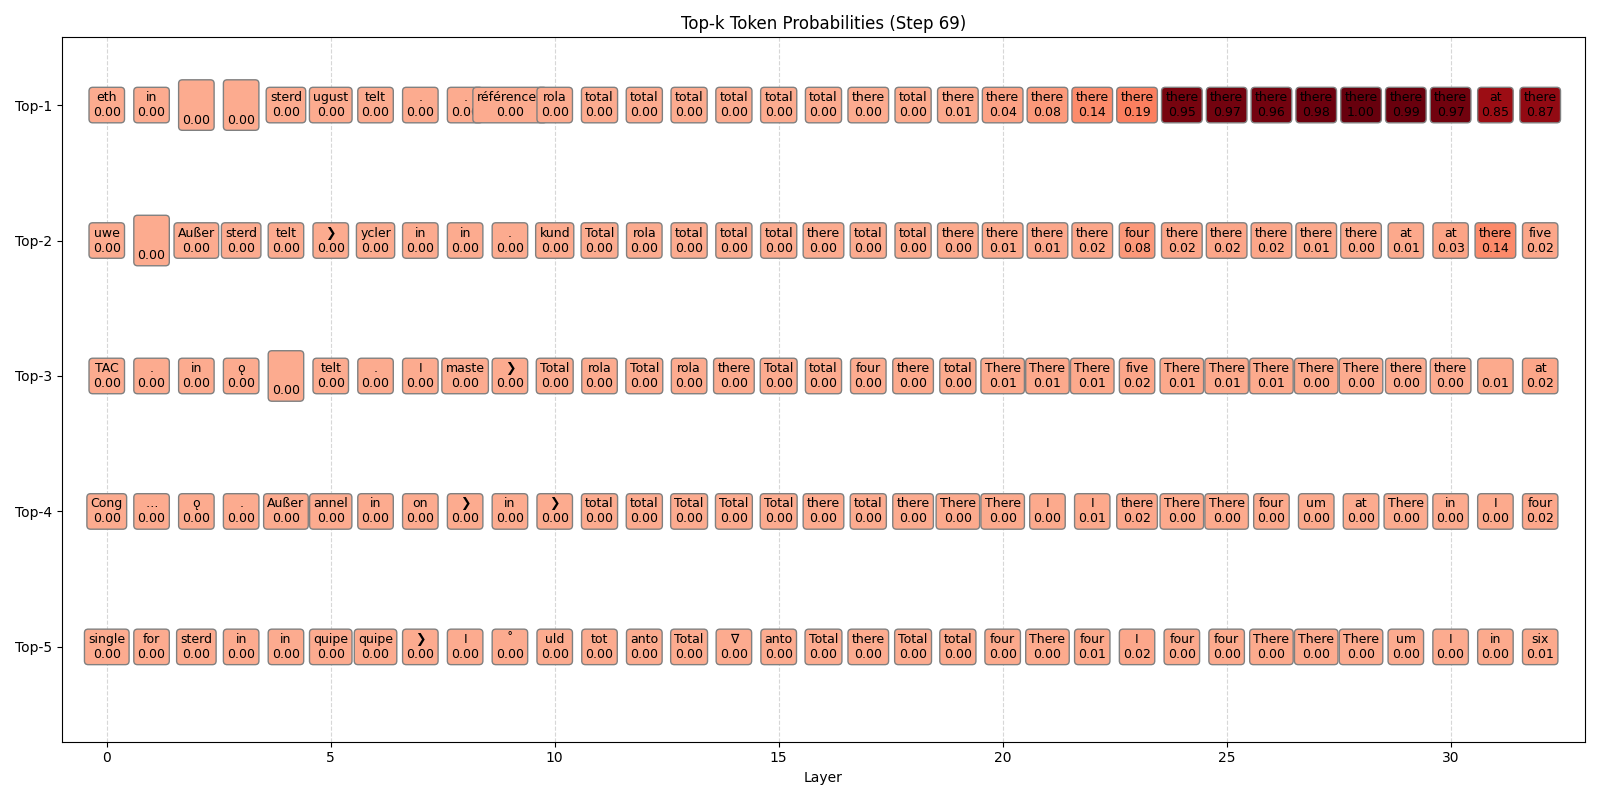 Top-k Token Probabilities (Step 69)
Top-1
eth in sterd ugust telt . . référence rola total total total total total total there total there there there there there there there there there there there there there there at there
0.00 0.00 0.00 0.00 0.00 0.00 0.00 0.00 0.00 0.00 0.00 0.00 0.00 0.00 0.00 0.00 0.00 0.00 0.01 0.04 0.08 0.14 0.19 0.95 0.97 0.96 0.98 1.00 0.99 0.97 0.85 0.87
Top-2
uwe Außer sterd telt ❯ ycler in in . kund Total rola total total total there total total there there there there four there there there there there at at there five
0.00 0.00 0.00 0.00 0.00 0.00 0.00 0.00 0.00 0.00 0.00 0.00 0.00 0.00 0.00 0.00 0.00 0.00 0.00 0.00 0.01 0.01 0.02 0.08 0.02 0.02 0.02 0.01 0.00 0.01 0.03 0.14 0.02
Top-3
TAC . in ǫ telt . I maste ❯ Total rola Total rola there Total total four there total There There There five There There There There There there there at
0.00 0.00 0.00 0.00 0.00 0.00 0.00 0.00 0.00 0.00 0.00 0.00 0.00 0.00 0.00 0.00 0.00 0.00 0.00 0.00 0.01 0.01 0.01 0.02 0.01 0.01 0.01 0.00 0.00 0.00 0.00 0.01 0.02
Top-4
Cong ... ǫ . Außer annel in on ❯ in ❯ total total Total Total Total there total there There There I I there There There four um at There in I four
0.00 0.00 0.00 0.00 0.00 0.00 0.00 0.00 0.00 0.00 0.00 0.00 0.00 0.00 0.00 0.00 0.00 0.00 0.00 0.00 0.00 0.00 0.01 0.02 0.00 0.00 0.00 0.00 0.00 0.00 0.00 0.00 0.02
Top-5
single for sterd in in quipe quipe ❯ I ° uld tot anto Total ∇ anto Total there Total total four There four I four four There There There um I in six
0.00 0.00 0.00 0.00 0.00 0.00 0.00 0.00 0.00 0.00 0.00 0.00 0.00 0.00 0.00 0.00 0.00 0.00 0.00 0.00 0.00 0.00 0.01 0.02 0.00 0.00 0.00 0.00 0.00 0.00 0.00 0.00 0.01
0 5 10 15 20 25 30
Layer